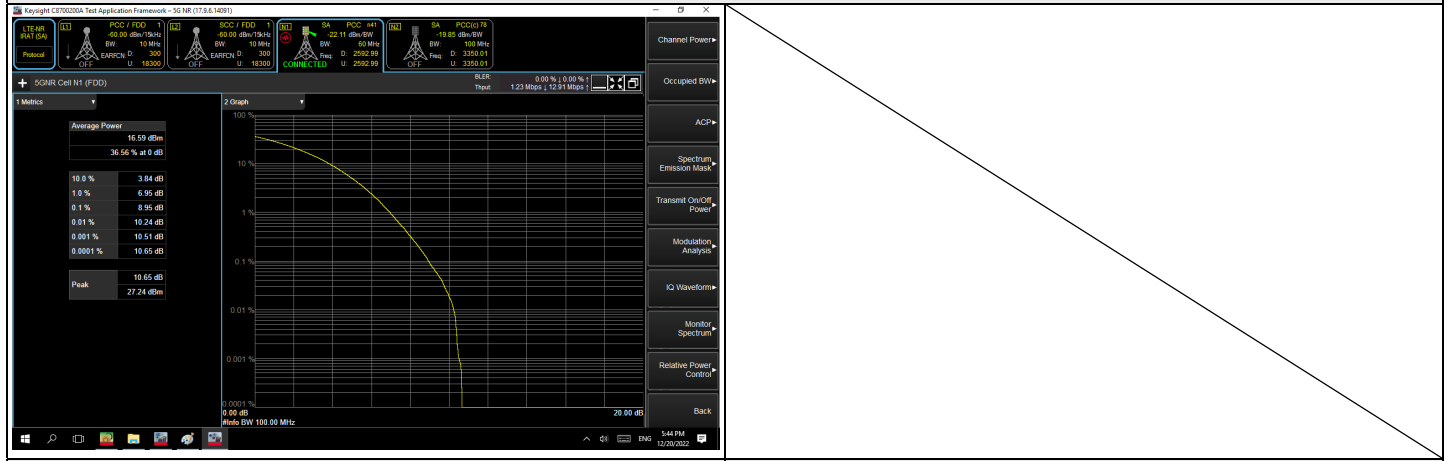 Keysight C8700200A Test Application Framework – 5G NR (17.9.6.14091)
LTE-NR
IRAT (SA)
Protocol
L1
PCC / FDD 1
-60.00 dBm/15kHz
BW: 10 MHz
EARFCN: D: 300
U: 18300
OFF
L2
SCC / FDD 1
-60.00 dBm/15kHz
BW: 10 MHz
EARFCN: D: 300
U: 18300
OFF
N1
SA PCC n41
-22.11 dBm/BW
BW: 60 MHz
Freq: D: 2592.99
U: 2592.99
CONNECTED
N2
SA PCC(c) 78
-19.85 dBm/BW
BW: 100 MHz
Freq: D: 3350.01
U: 3350.01
OFF
5GNR Cell N1 (FDD)
BLER: 0.00 % ↓ 0.00 % ↑
Thput: 1.23 Mbps ↓ 12.91 Mbps ↑
1 Metrics
Average Power
16.59 dBm
36.56 % at 0 dB
10.0 % 3.84 dB
1.0 % 6.95 dB
0.1 % 8.95 dB
0.01 % 10.24 dB
0.001 % 10.51 dB
0.0001 % 10.65 dB
Peak
10.65 dB
27.24 dBm
2 Graph
100 %
10 %
1 %
0.1 %
0.01 %
0.001 %
0.0001 %
0.00 dB 20.00 dB
#Info BW 100.00 MHz
Channel Power
Occupied BW
ACP
Spectrum
Emission Mask
Transmit On/Off
Power
Modulation
Analysis
IQ Waveform
Monitor
Spectrum
Relative Power
Control
Back
ENG
5:44 PM
12/20/2022